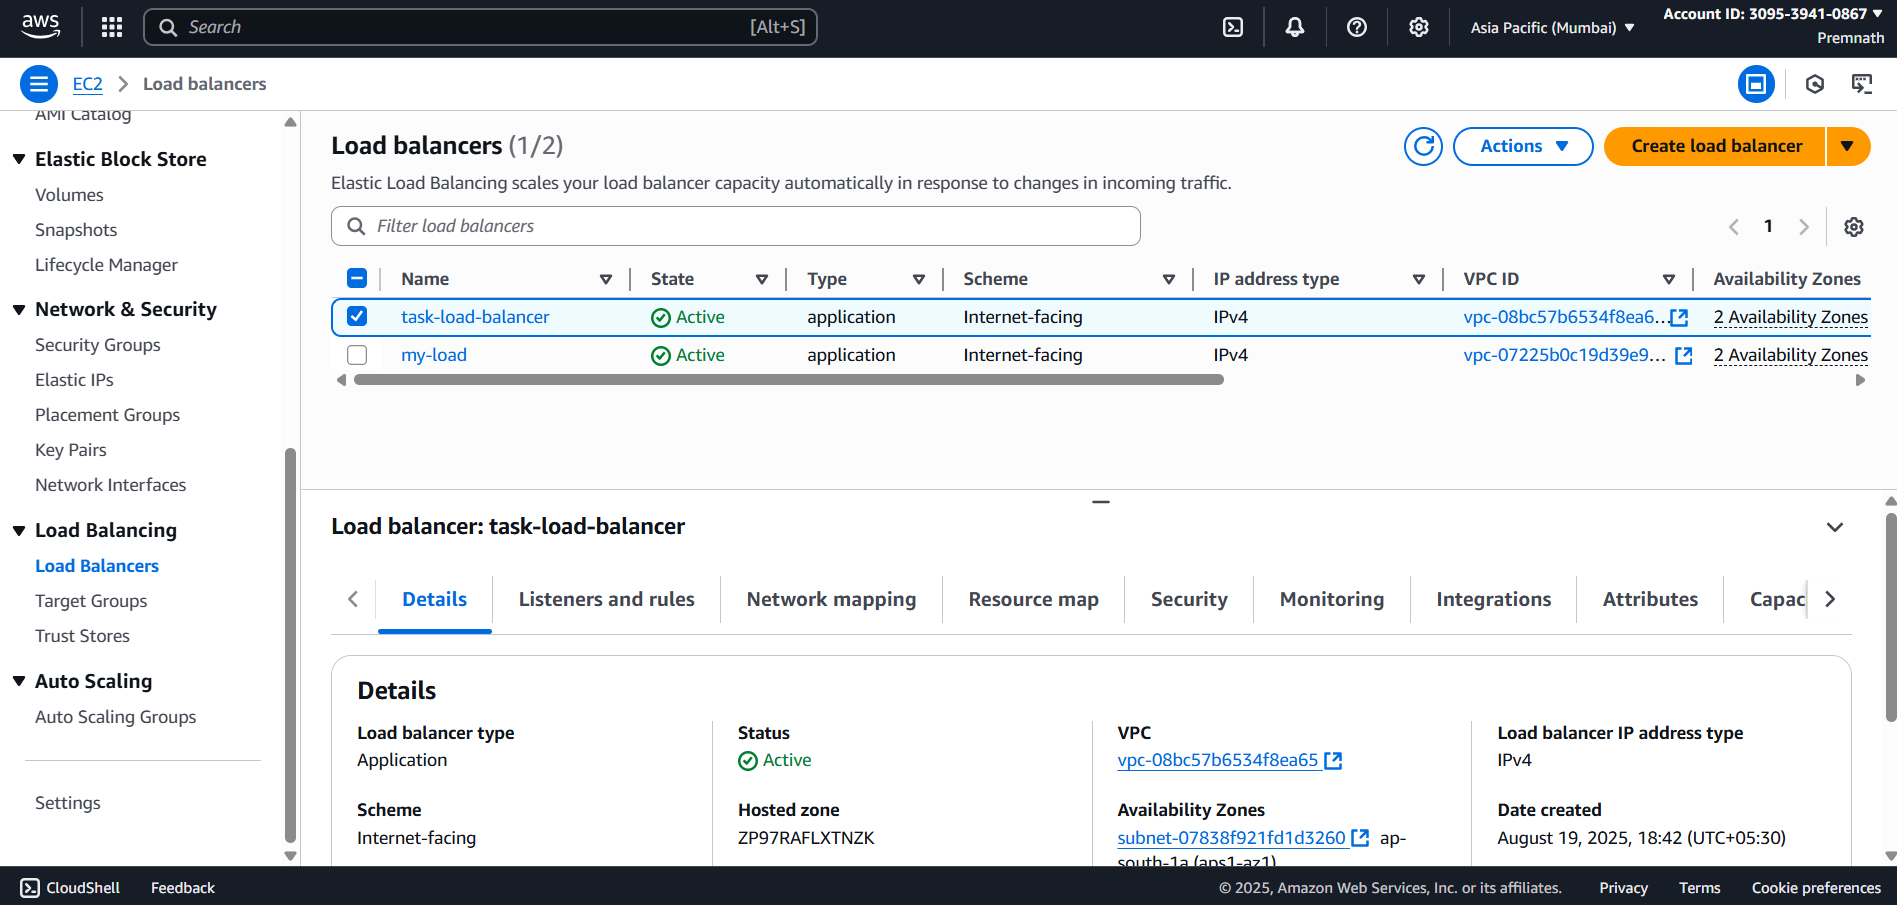 aws
Search
[Alt+S]
Asia Pacific (Mumbai)
Account ID: 3095-3941-0867
Premnath
EC2
Load balancers
AMI Catalog
Elastic Block Store
Volumes
Snapshots
Lifecycle Manager
Network & Security
Security Groups
Elastic IPs
Placement Groups
Key Pairs
Network Interfaces
Load Balancing
Load Balancers
Target Groups
Trust Stores
Auto Scaling
Auto Scaling Groups
Settings
Load balancers (1/2)
Actions
Create load balancer
Elastic Load Balancing scales your load balancer capacity automatically in response to changes in incoming traffic.
Filter load balancers
1
Name State Type Scheme IP address type VPC ID Availability Zones
task-load-balancer Active application Internet-facing IPv4 vpc-08bc57b6534f8ea6... 2 Availability Zones
my-load Active application Internet-facing IPv4 vpc-07225b0c19d39e9... 2 Availability Zones
Load balancer: task-load-balancer
Details Listeners and rules Network mapping Resource map Security Monitoring Integrations Attributes Capac
Details
Load balancer type
Application
Status
Active
VPC
vpc-08bc57b6534f8ea65
Load balancer IP address type
IPv4
Scheme
Internet-facing
Hosted zone
ZP97RAFLXTNZK
Availability Zones
subnet-07838f921fd1d3260 ap-
south-1a (aps1-az1)
Date created
August 19, 2025, 18:42 (UTC+05:30)
CloudShell Feedback © 2025, Amazon Web Services, Inc. or its affiliates. Privacy Terms Cookie preferences